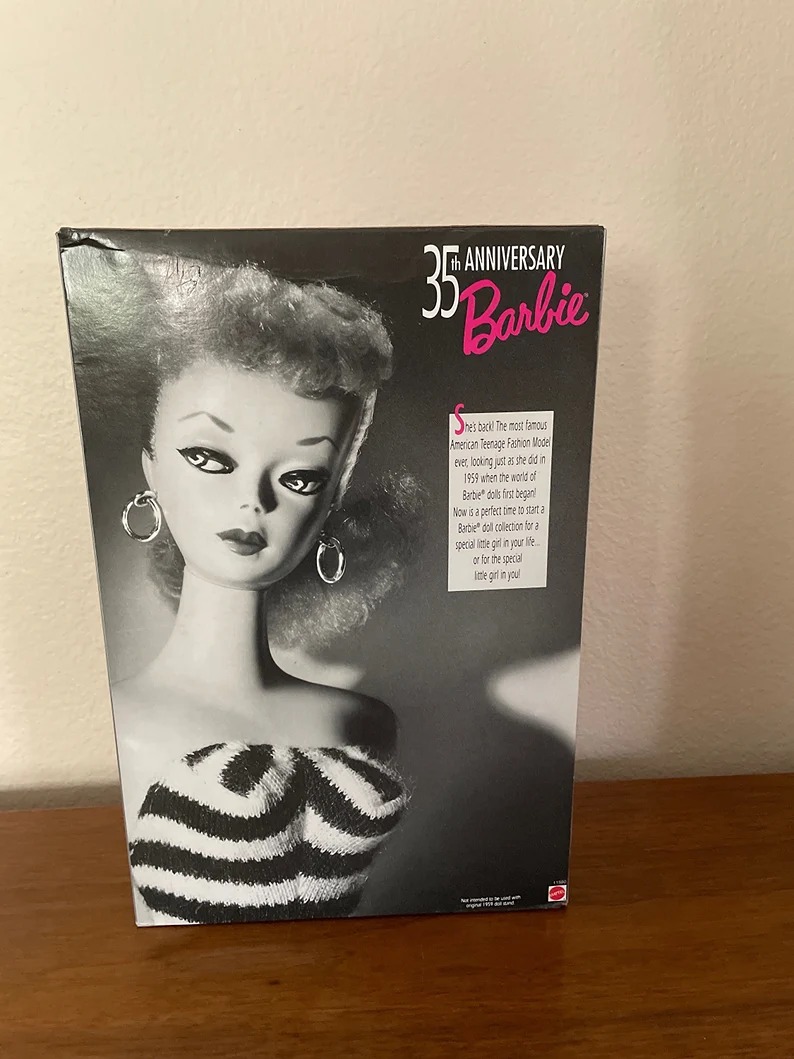 35th ANNIVERSARY
Barbie®
She's back! The most famous
American Teenage Fashion Model
ever, looking just as she did in
1959 when the world of
Barbie® dolls first began!
Now is a perfect time to start a
Barbie® doll collection for a
special little girl in your life...
or for the special
little girl in you!
11590
Not intended to be used with
original 1959 doll stand.
MATTEL